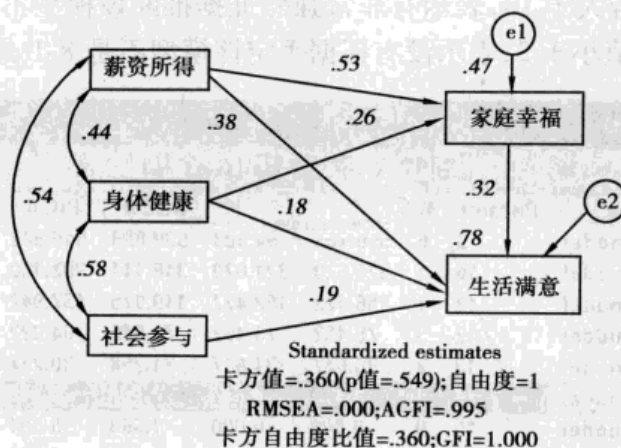 e1
薪资所得
.53
.47
.26
家庭幸福
.44
.38
.54
身体健康
.32
e2
.18
.78
.58
生活满意
.19
社会参与
Standardized estimates
卡方值=.360(p值=.549);自由度=1
RMSEA=.000;AGFI=.995
卡方自由度比值=.360;GFI=1.000